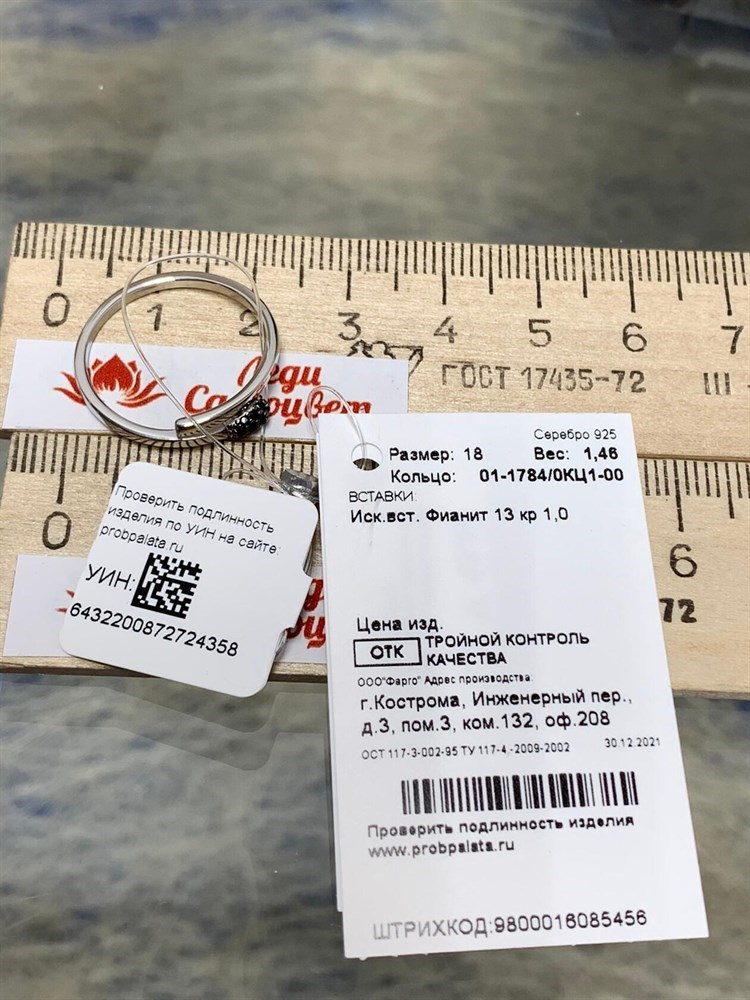 0 1 2 3 4 5 6 7
ГОСТ 17435-72 Ш
Леди
Самоцвет
0 6
72
Проверить подлинность
изделия по УИН на сайте:
probpalata.ru
УИН:
6432200872724358
Серебро 925
Размер: 18 Вес: 1,46
Кольцо: 01-1784/0КЦ1-00
ВСТАВКИ:
Иск.вст. Фианит 13 кр 1,0
Цена изд.
ОТК ТРОЙНОЙ КОНТРОЛЬ
КАЧЕСТВА
ООО"Фарго" Адрес производства:
г.Кострома, Инженерный пер.,
д.3, пом.3, ком.132, оф.208
ОСТ 117-3-002-95 ТУ 117-4.-2009-2002 30.12.2021
Проверить подлинность изделия
www.probpalata.ru
ШТРИХКОД:9800016085456